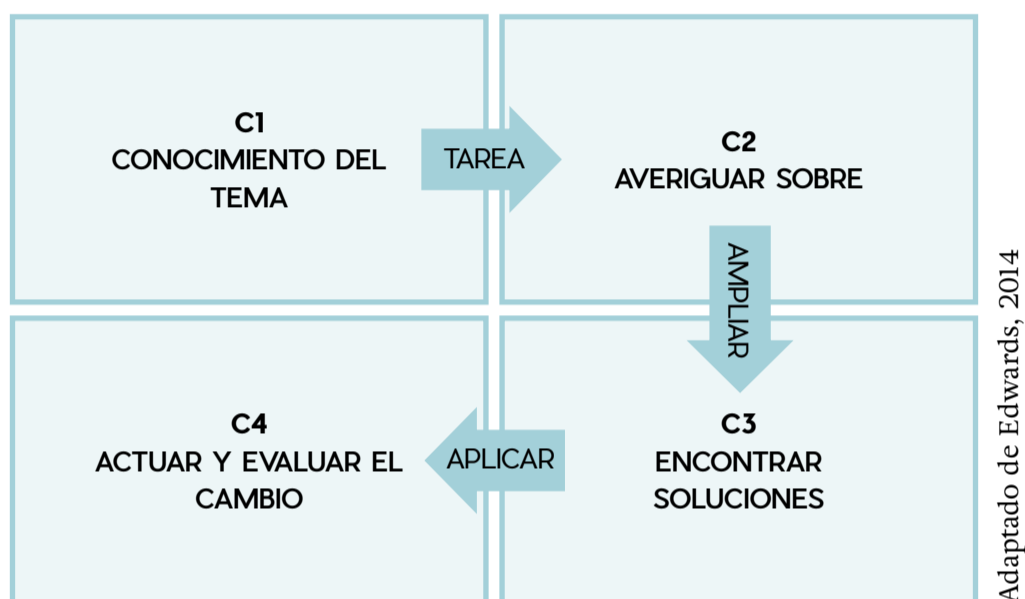 C1
CONOCIMIENTO DEL
TEMA
TAREA
C2
AVERIGUAR SOBRE
AMPLIAR
C3
ENCONTRAR
SOLUCIONES
APLICAR
C4
ACTUAR Y EVALUAR EL
CAMBIO
Adaptado de Edwards, 2014